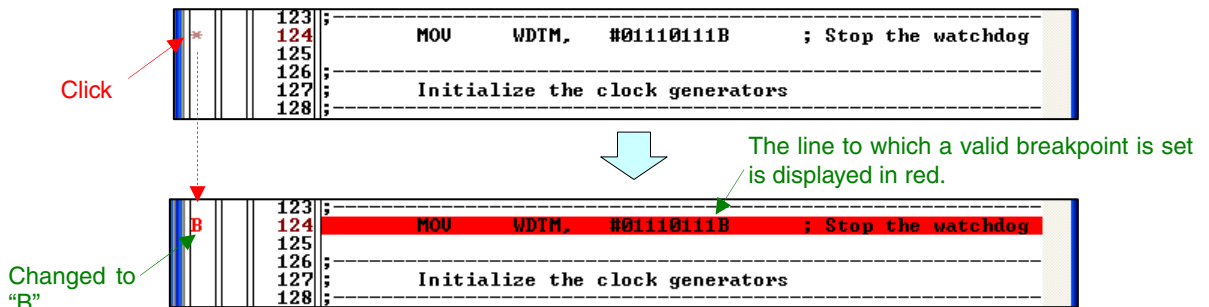 123 ;------------------------------------------------------------
* 124 MOV WDTM, #01110111B ; Stop the watchdog
125
126 ;------------------------------------------------------------
Click
127 ; Initialize the clock generators
128 ;------------------------------------------------------------
The line to which a valid breakpoint is set
is displayed in red.
123 ;------------------------------------------------------------
B 124 MOV WDTM, #01110111B ; Stop the watchdog
125
126 ;------------------------------------------------------------
127 ; Initialize the clock generators
128 ;------------------------------------------------------------
Changed to
“B”